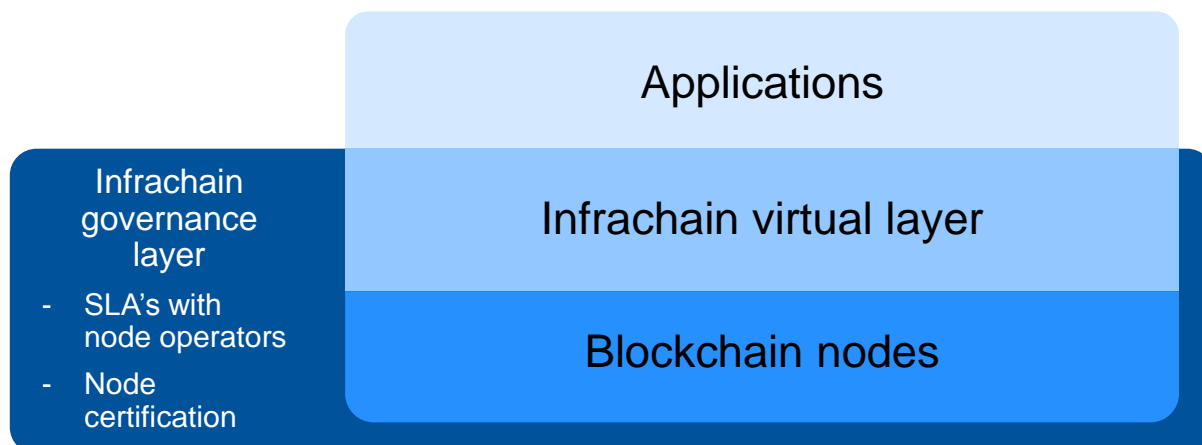 Applications
Infrachain
governance
layer
- SLA's with
node operators
- Node
certification
Infrachain virtual layer
Blockchain nodes